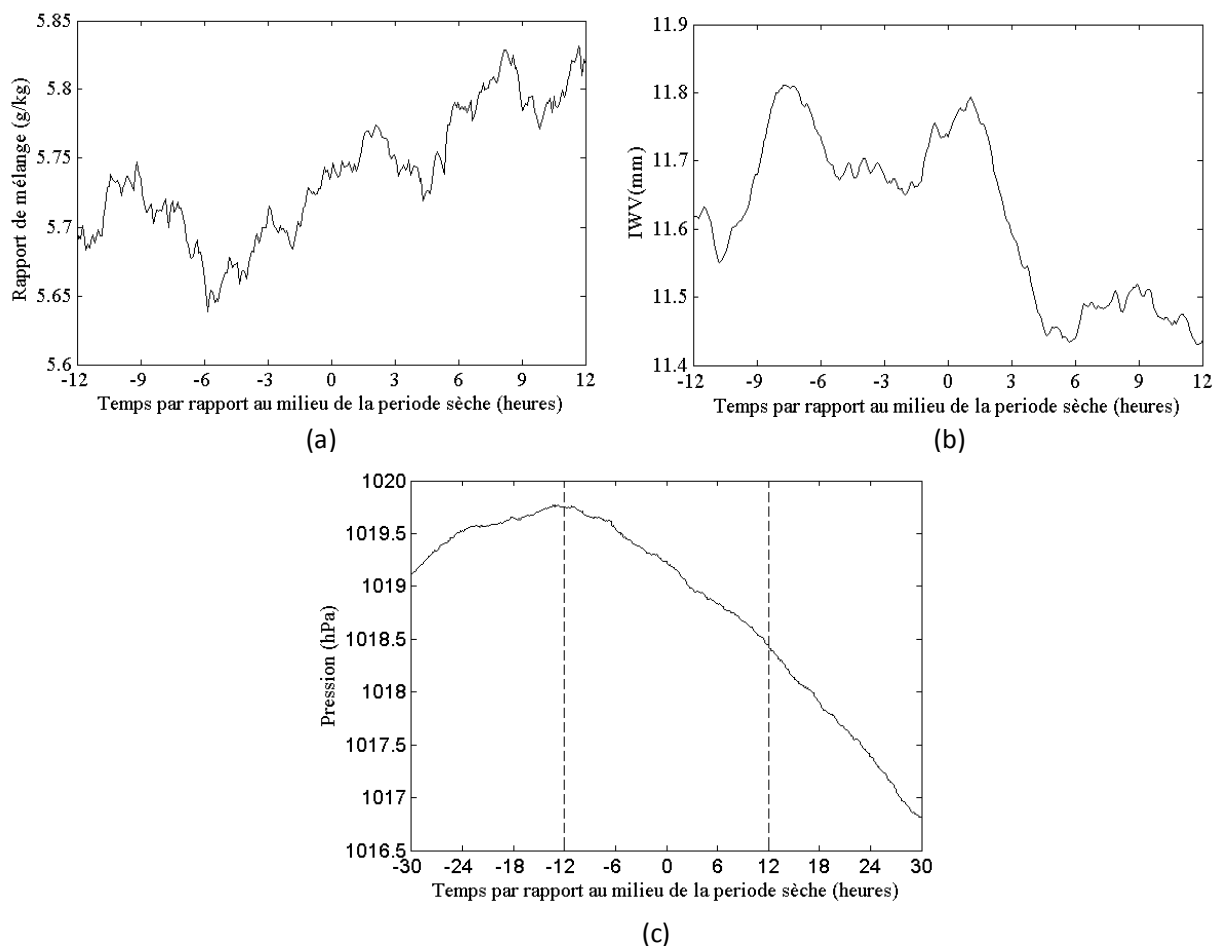 5.85
5.8
5.75
5.7
5.65
5.6
Rapport de mélange (g/kg)
-12 -9 -6 -3 0 3 6 9 12
Temps par rapport au milieu de la periode sèche (heures)
(a)
11.9
11.8
11.7
11.6
11.5
11.4
IWV(mm)
-12 -9 -6 -3 0 3 6 9 12
Temps par rapport au milieu de la periode sèche (heures)
(b)
1020
1019.5
1019
1018.5
1018
1017.5
1017
1016.5
Pression (hPa)
-30 -24 -18 -12 -6 0 6 12 18 24 30
Temps par rapport au milieu de la periode sèche (heures)
(c)